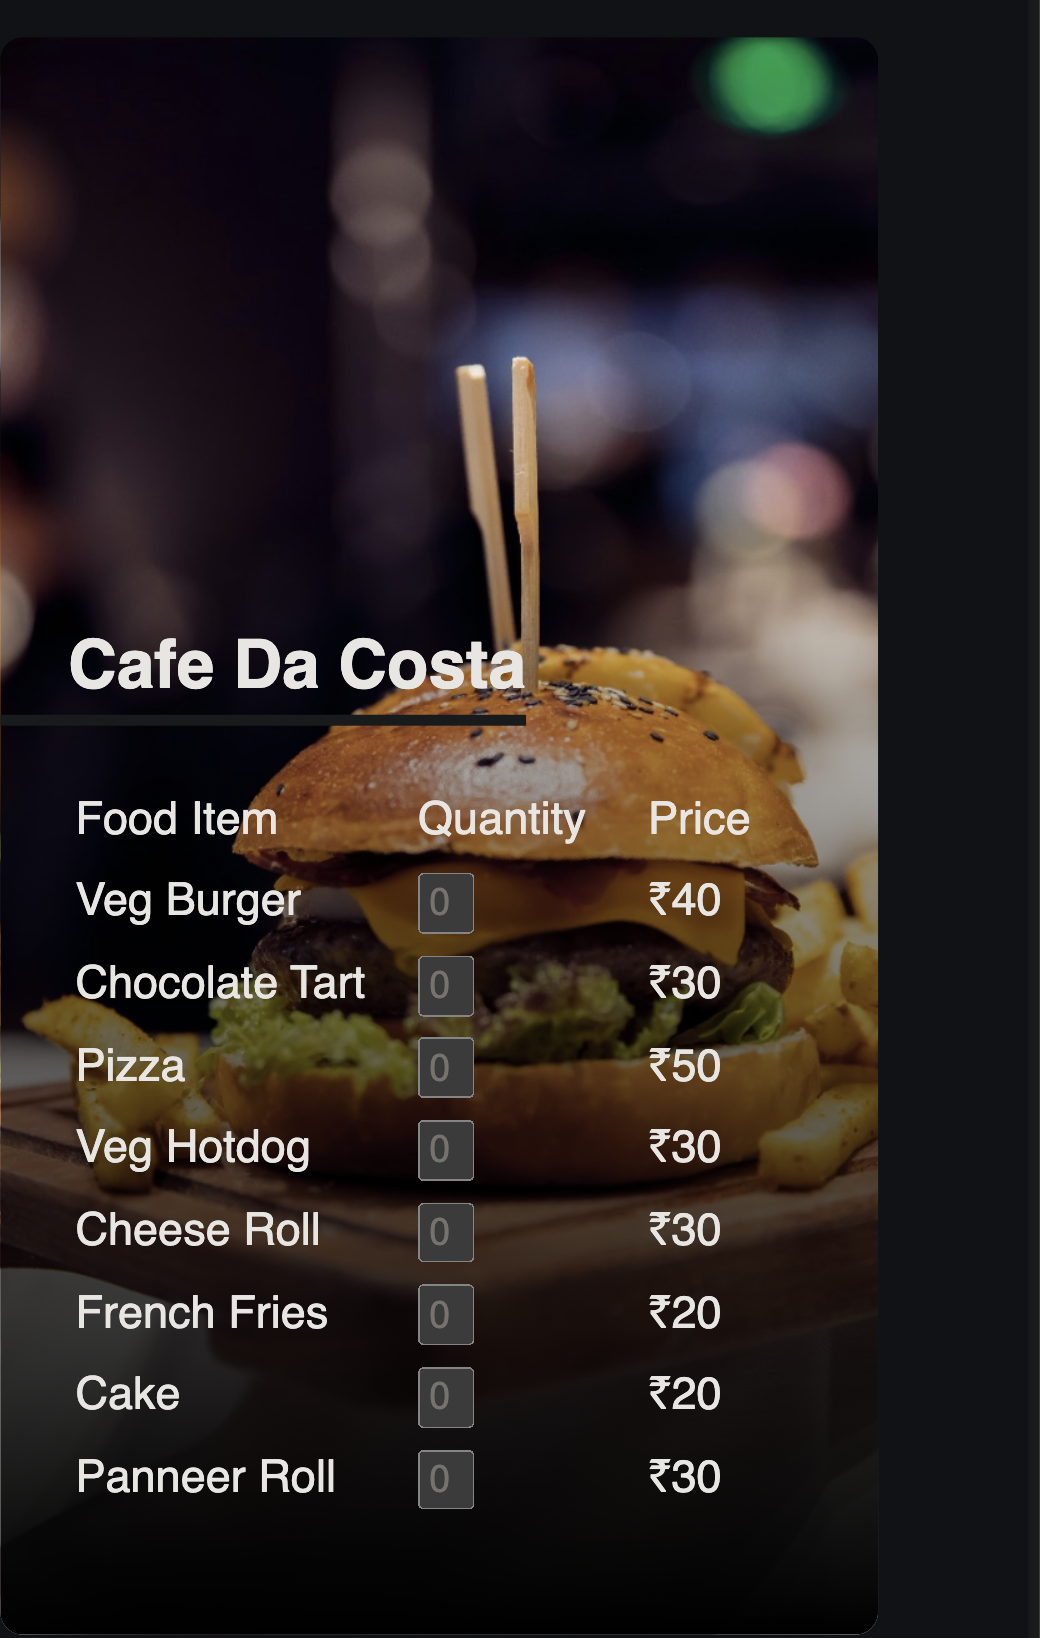 Cafe Da Costa
Food Item Quantity Price
Veg Burger 0 ₹40
Chocolate Tart 0 ₹30
Pizza 0 ₹50
Veg Hotdog 0 ₹30
Cheese Roll 0 ₹30
French Fries 0 ₹20
Cake 0 ₹20
Panneer Roll 0 ₹30